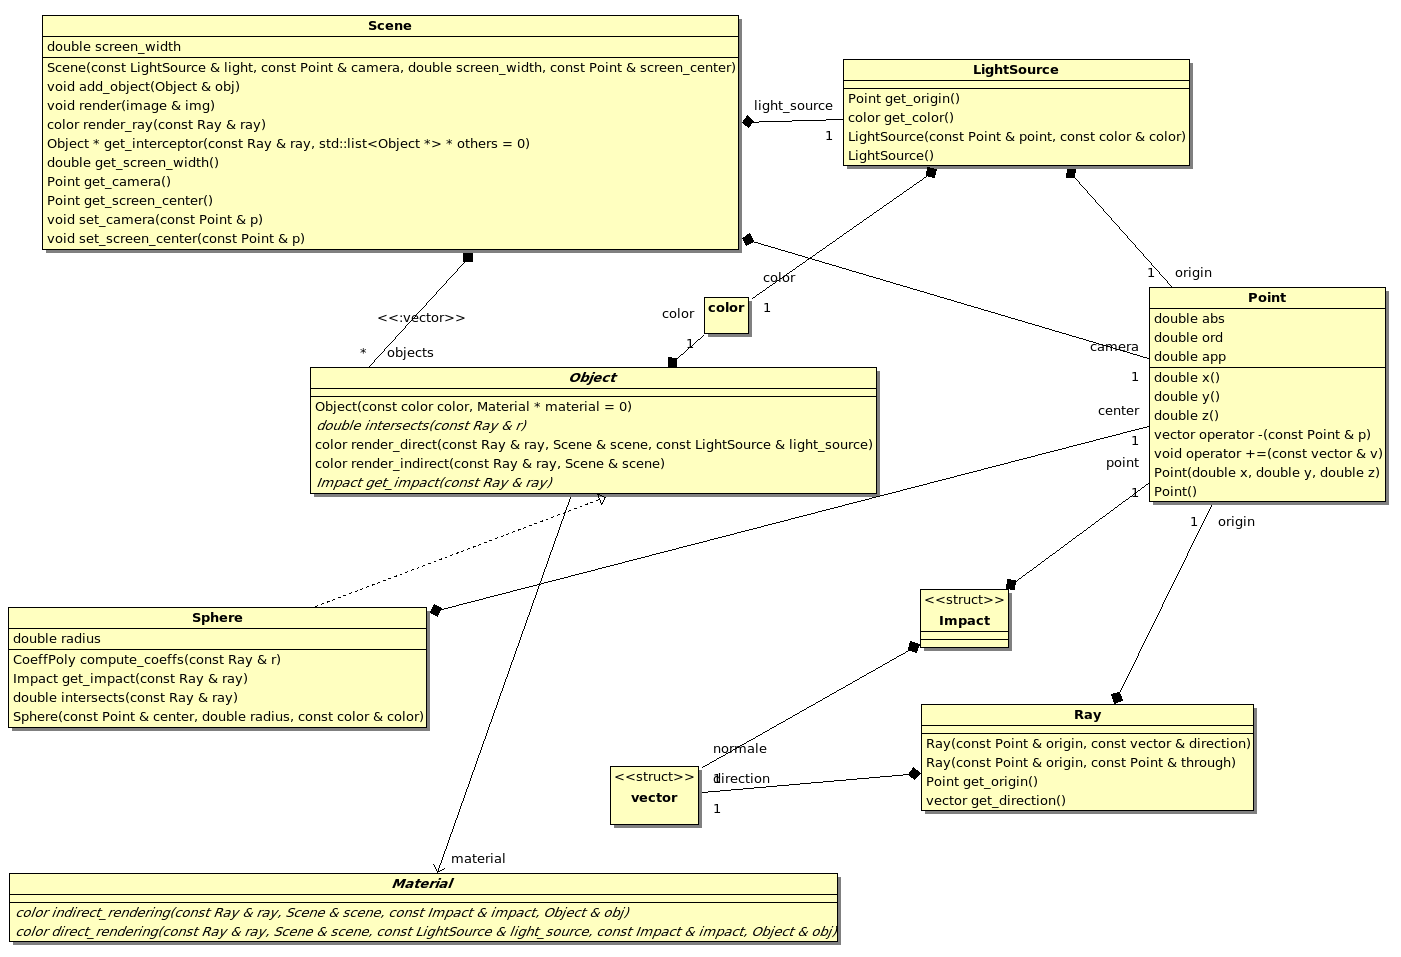 Scene
double screen_width
Scene(const LightSource & light, const Point & camera, double screen_width, const Point & screen_center)
void add_object(Object & obj)
void render(image & img)
color render_ray(const Ray & ray)
Object * get_interceptor(const Ray & ray, std::list<Object *> * others = 0)
double get_screen_width()
Point get_camera()
Point get_screen_center()
void set_camera(const Point & p)
void set_screen_center(const Point & p)
light_source
1
LightSource
Point get_origin()
color get_color()
LightSource(const Point & point, const color & color)
LightSource()
color
1
1 origin
<<:vector>>
* objects
color
1
color
Point
double abs
double ord
double app
double x()
double y()
double z()
vector operator -(const Point & p)
void operator +=(const vector & v)
Point(double x, double y, double z)
Point()
camera
1
center
1
point
1
1 origin
Object
Object(const color color, Material * material = 0)
double intersects(const Ray & r)
color render_direct(const Ray & ray, Scene & scene, const LightSource & light_source)
color render_indirect(const Ray & ray, Scene & scene)
Impact get_impact(const Ray & ray)
Sphere
double radius
CoeffPoly compute_coeffs(const Ray & r)
Impact get_impact(const Ray & ray)
double intersects(const Ray & ray)
Sphere(const Point & center, double radius, const color & color)
<<struct>>
Impact
Ray
Ray(const Point & origin, const vector & direction)
Ray(const Point & origin, const Point & through)
Point get_origin()
vector get_direction()
normale
1
direction
1
<<struct>>
vector
material
Material
color indirect_rendering(const Ray & ray, Scene & scene, const Impact & impact, Object & obj)
color direct_rendering(const Ray & ray, Scene & scene, const LightSource & light_source, const Impact & impact, Object & obj)